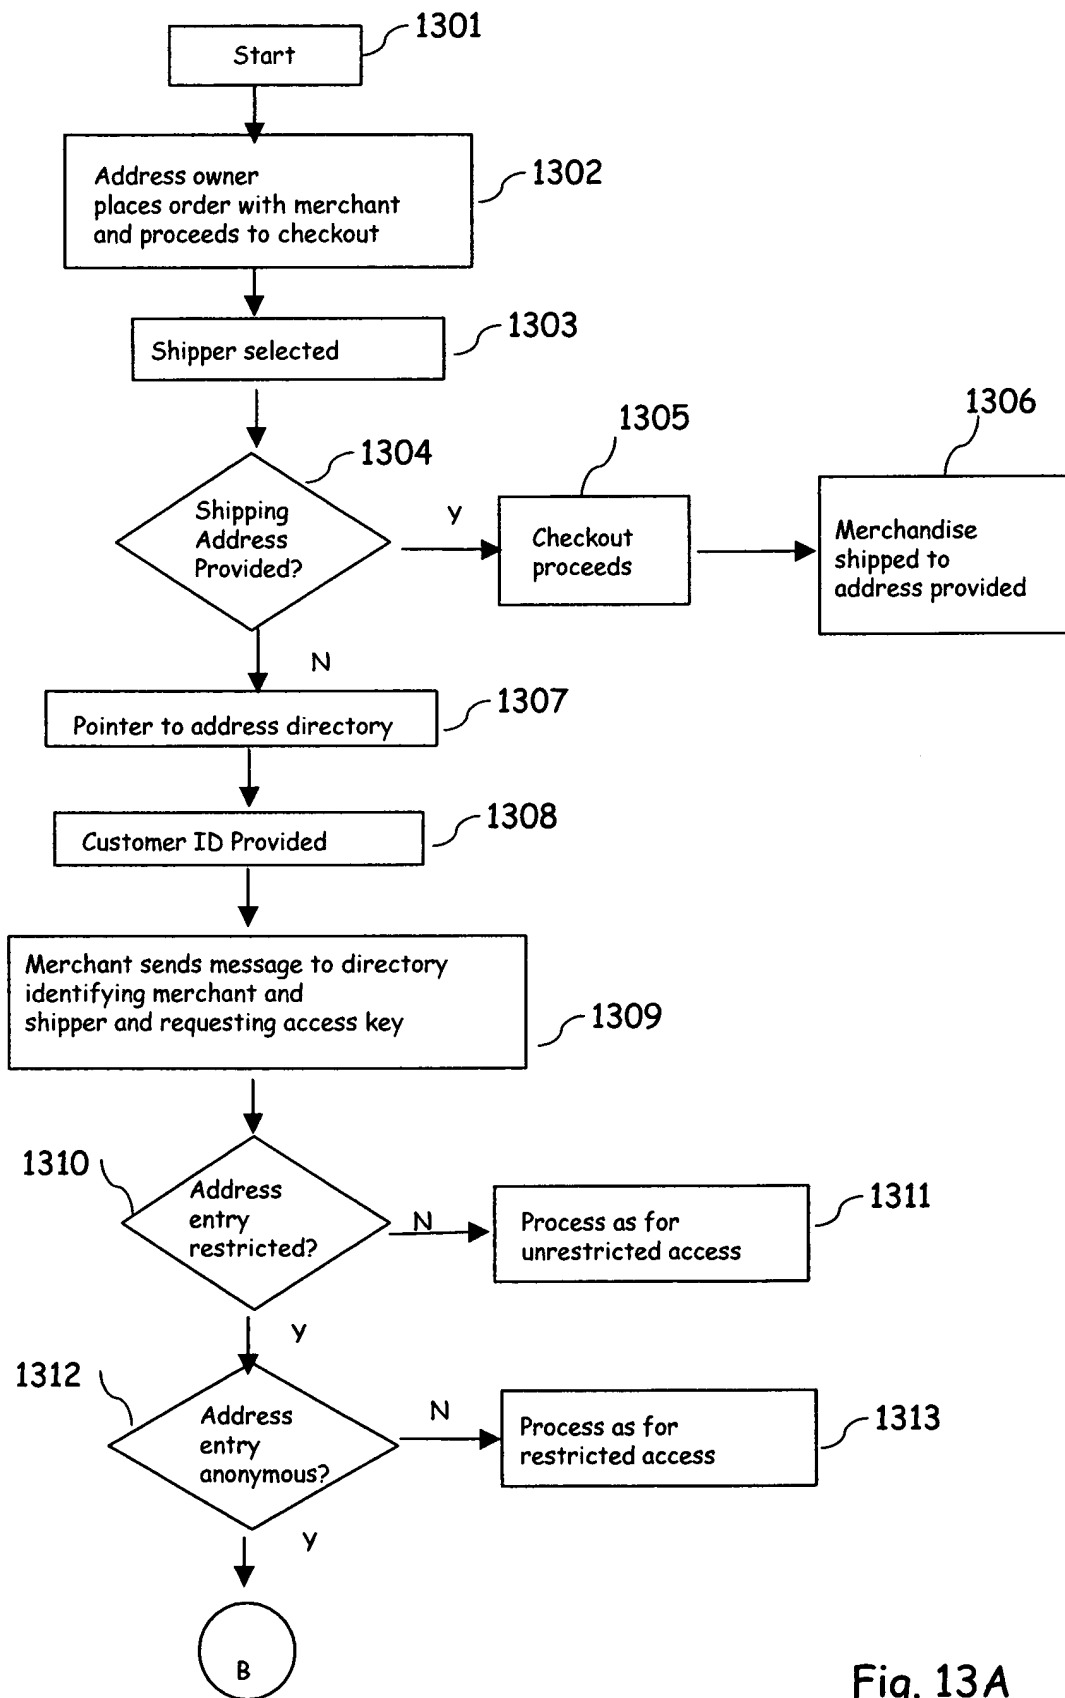 1301
Start
Address owner
places order with merchant
and proceeds to checkout
1302
Shipper selected
1303
1304
Shipping
Address
Provided?
Y
1305
Checkout
proceeds
1306
Merchandise
shipped to
address provided
N
Pointer to address directory
1307
Customer ID Provided
1308
Merchant sends message to directory
identifying merchant and
shipper and requesting access key
1309
1310
Address
entry
restricted?
N
Process as for
unrestricted access
1311
Y
1312
Address
entry
anonymous?
N
Process as for
restricted access
1313
Y
B
Fig. 13A